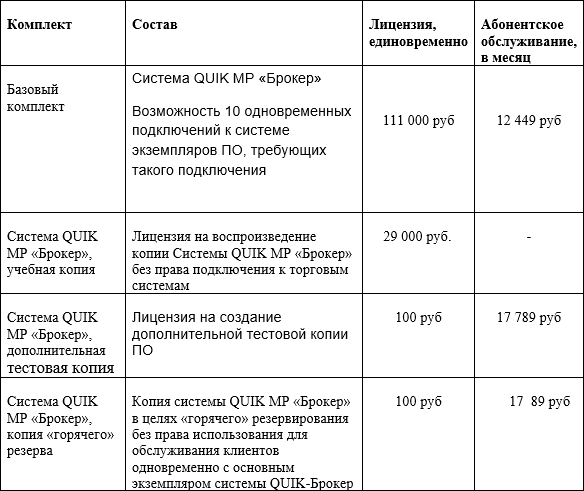 Комплект Состав Лицензия, Абонентское
единовременно обслуживание,
в месяц
Базовый
комплект
Система QUIK MP «Брокер»
Возможность 10 одновременных
подключений к системе
экземпляров ПО, требующих
такого подключения
111 000 руб 12 449 руб
Система QUIK Лицензия на воспроизведение 29 000 руб. -
MP «Брокер», копии Системы QUIK MP «Брокер»
учебная копия без права подключения к торговым
системам
Система QUIK Лицензия на создание 100 руб 17 789 руб
MP «Брокер», дополнительной тестовой копии
дополнительная ПО
тестовая копия
Система QUIK Копия системы QUIK MP «Брокер» 100 руб 17 89 руб
MP «Брокер», в целях «горячего» резервирования
копия «горячего» без права использования для
резерва обслуживания клиентов
одновременно с основным
экземпляром системы QUIK-Брокер